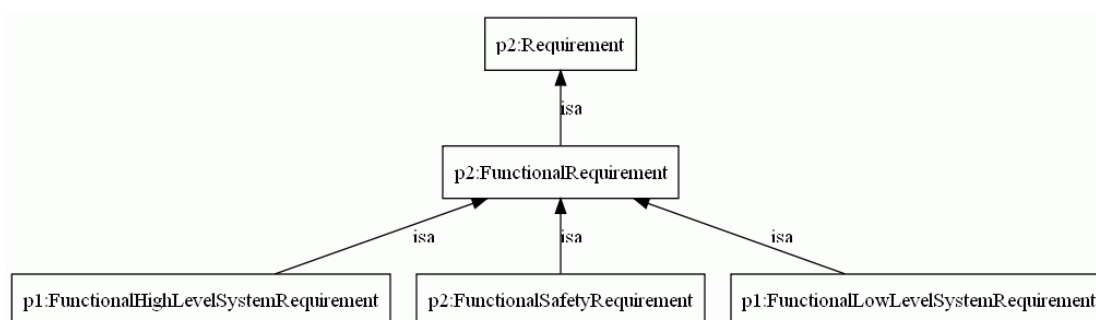 p2:Requirement
isa
p2:FunctionalRequirement
isa
isa
isa
p1:FunctionalHighLevelSystemRequirement
p2:FunctionalSafetyRequirement
p1:FunctionalLowLevelSystemRequirement